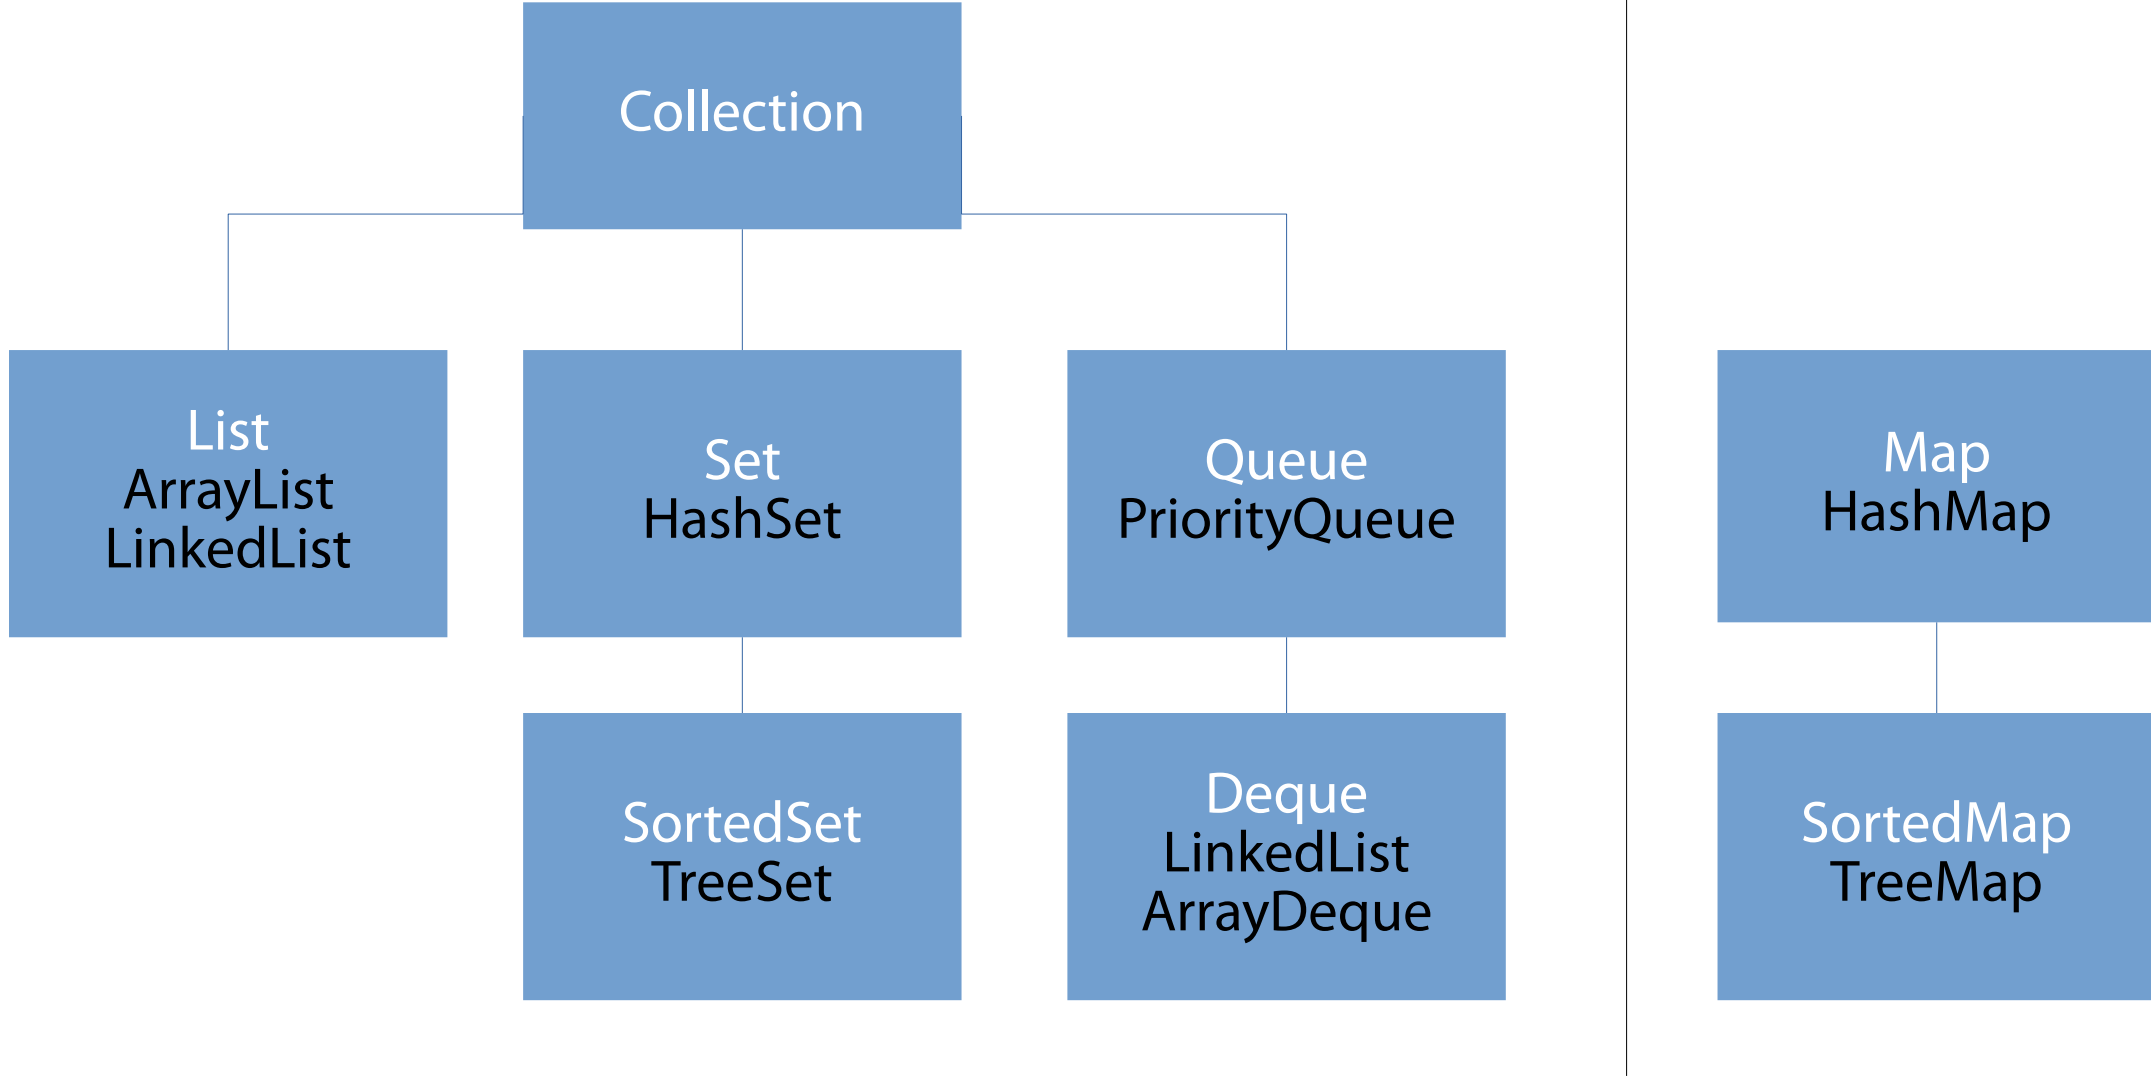 Collection
List
ArrayList
LinkedList
Set
HashSet
Queue
PriorityQueue
Map
HashMap
SortedSet
TreeSet
Deque
LinkedList
ArrayDeque
SortedMap
TreeMap